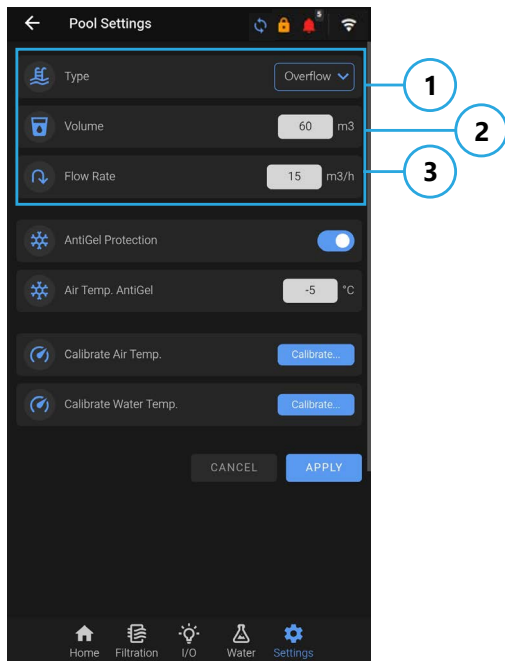 Pool Settings
5
Type
Overflow
1
Volume
60 m3
2
Flow Rate
15 m3/h
3
AntiGel Protection
Air Temp. AntiGel
-5 °C
Calibrate Air Temp.
Calibrate...
Calibrate Water Temp.
Calibrate...
CANCEL
APPLY
Home
Filtration
I/O
Water
Settings